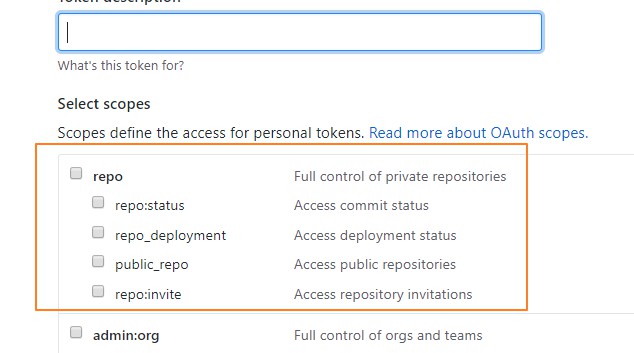 Token description
What's this token for?
Select scopes
Scopes define the access for personal tokens. Read more about OAuth scopes.
repo Full control of private repositories
repo:status Access commit status
repo_deployment Access deployment status
public_repo Access public repositories
repo:invite Access repository invitations
admin:org Full control of orgs and teams